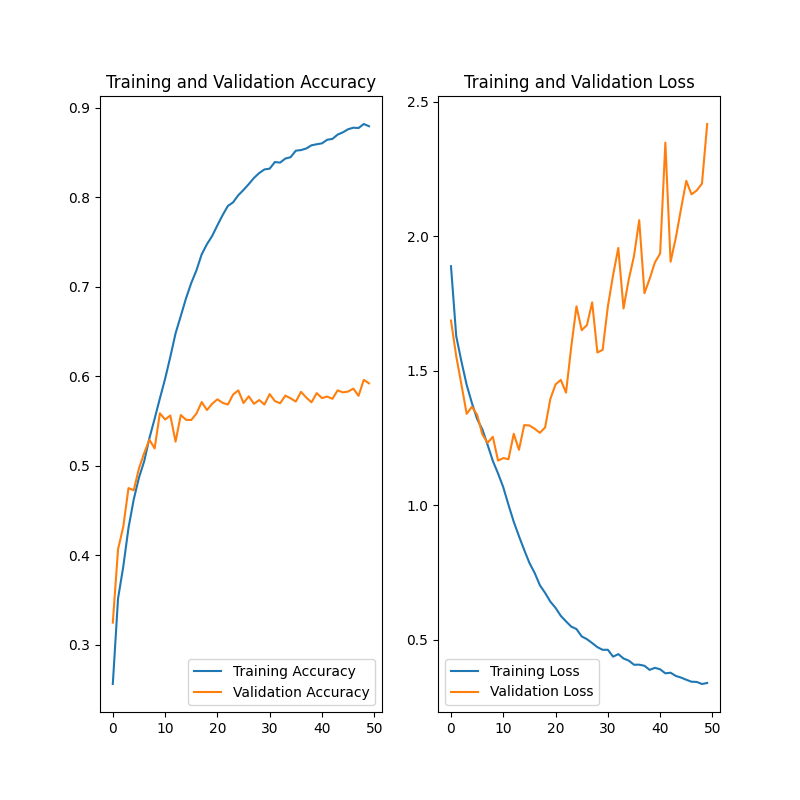 Training and Validation Accuracy
0.9
0.8
0.7
0.6
0.5
0.4
0.3
0 10 20 30 40 50
Training Accuracy
Validation Accuracy
Training and Validation Loss
2.5
2.0
1.5
1.0
0.5
0 10 20 30 40 50
Training Loss
Validation Loss